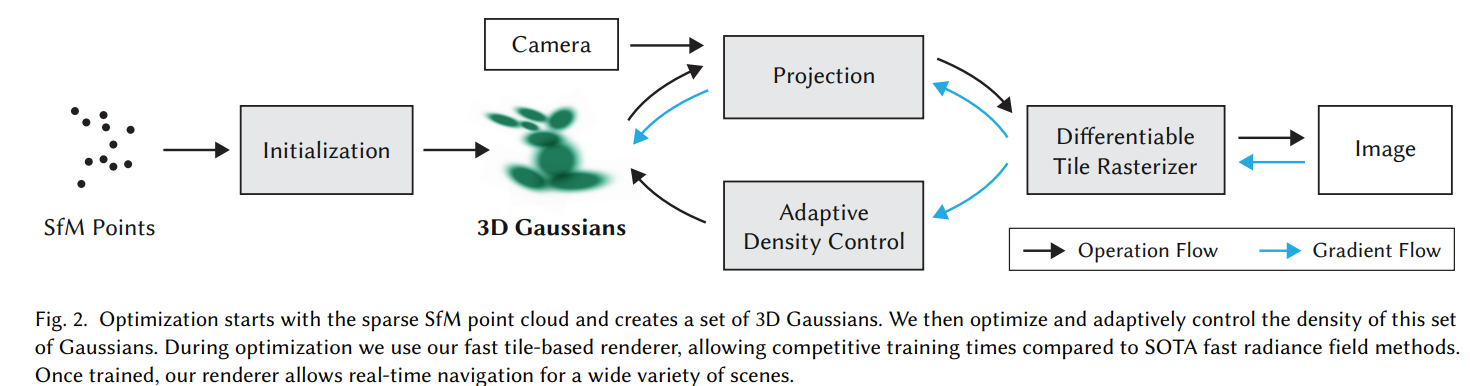 Camera
Projection
Initialization
Differentiable
Tile Rasterizer
Image
SfM Points
3D Gaussians
Adaptive
Density Control
Operation Flow
Gradient Flow
Fig. 2. Optimization starts with the sparse SfM point cloud and creates a set of 3D Gaussians. We then optimize and adaptively control the density of this set
of Gaussians. During optimization we use our fast tile-based renderer, allowing competitive training times compared to SOTA fast radiance field methods.
Once trained, our renderer allows real-time navigation for a wide variety of scenes.